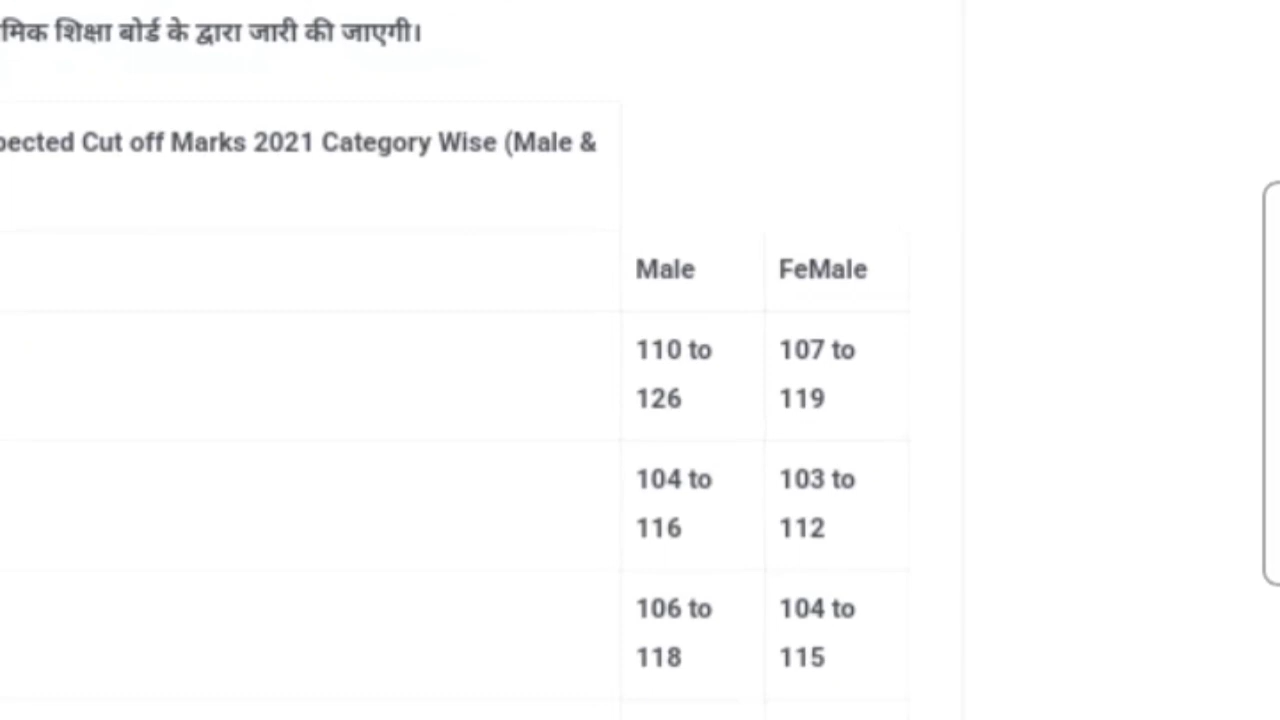 मिक शिक्षा बोर्ड के द्वारा जारी की जाएगी।
pected Cut off Marks 2021 Category Wise (Male &
Male FeMale
110 to 107 to
126 119
104 to 103 to
116 112
106 to 104 to
118 115